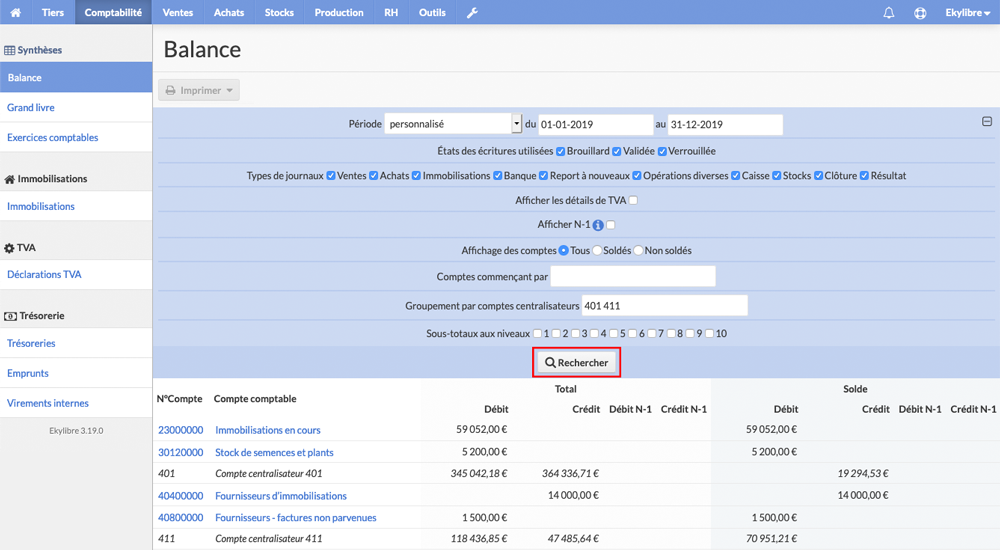 Tiers Comptabilité Ventes Achats Stocks Production RH Outils Ekylibre
Synthèses
Balance
Grand livre
Exercices comptables
Immobilisations
Immobilisations
TVA
Déclarations TVA
Trésorerie
Trésoreries
Emprunts
Virements internes
Ekylibre 3.19.0
Balance
Imprimer
Période personnalisé du 01-01-2019 au 31-12-2019
États des écritures utilisées Brouillard Validée Verrouillée
Types de journaux Ventes Achats Immobilisations Banque Report à nouveaux Opérations diverses Caisse Stocks Clôture Résultat
Afficher les détails de TVA
Afficher N-1
Affichage des comptes Tous Soldés Non soldés
Comptes commençant par
Groupement par comptes centralisateurs 401 411
Sous-totaux aux niveaux 1 2 3 4 5 6 7 8 9 10
Rechercher
N°Compte Compte comptable Total Solde
Débit Crédit Débit N-1 Crédit N-1 Débit Crédit Débit N-1 Crédit N-1
23000000 Immobilisations en cours 59 052,00 € 59 052,00 €
30120000 Stock de semences et plants 5 200,00 € 5 200,00 €
401 Compte centralisateur 401 345 042,18 € 364 336,71 € 19 294,53 €
40400000 Fournisseurs d'immobilisations 14 000,00 € 14 000,00 €
40800000 Fournisseurs - factures non parvenues 1 500,00 € 1 500,00 €
411 Compte centralisateur 411 118 436,85 € 47 485,64 € 70 951,21 €